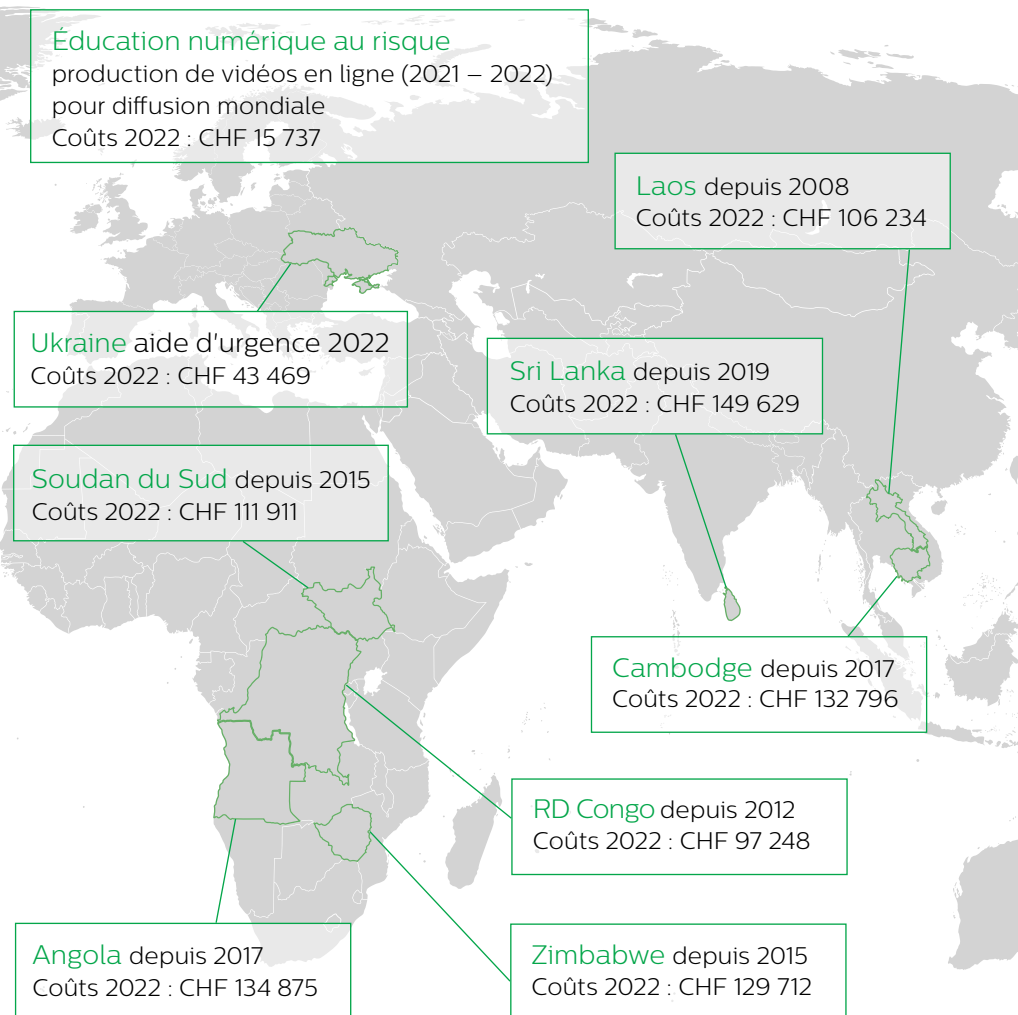 Éducation numérique au risque
production de vidéos en ligne (2021 – 2022)
pour diffusion mondiale
Coûts 2022 : CHF 15 737
Laos depuis 2008
Coûts 2022 : CHF 106 234
Ukraine aide d'urgence 2022
Coûts 2022 : CHF 43 469
Sri Lanka depuis 2019
Coûts 2022 : CHF 149 629
Soudan du Sud depuis 2015
Coûts 2022 : CHF 111 911
Cambodge depuis 2017
Coûts 2022 : CHF 132 796
RD Congo depuis 2012
Coûts 2022 : CHF 97 248
Angola depuis 2017
Coûts 2022 : CHF 134 875
Zimbabwe depuis 2015
Coûts 2022 : CHF 129 712